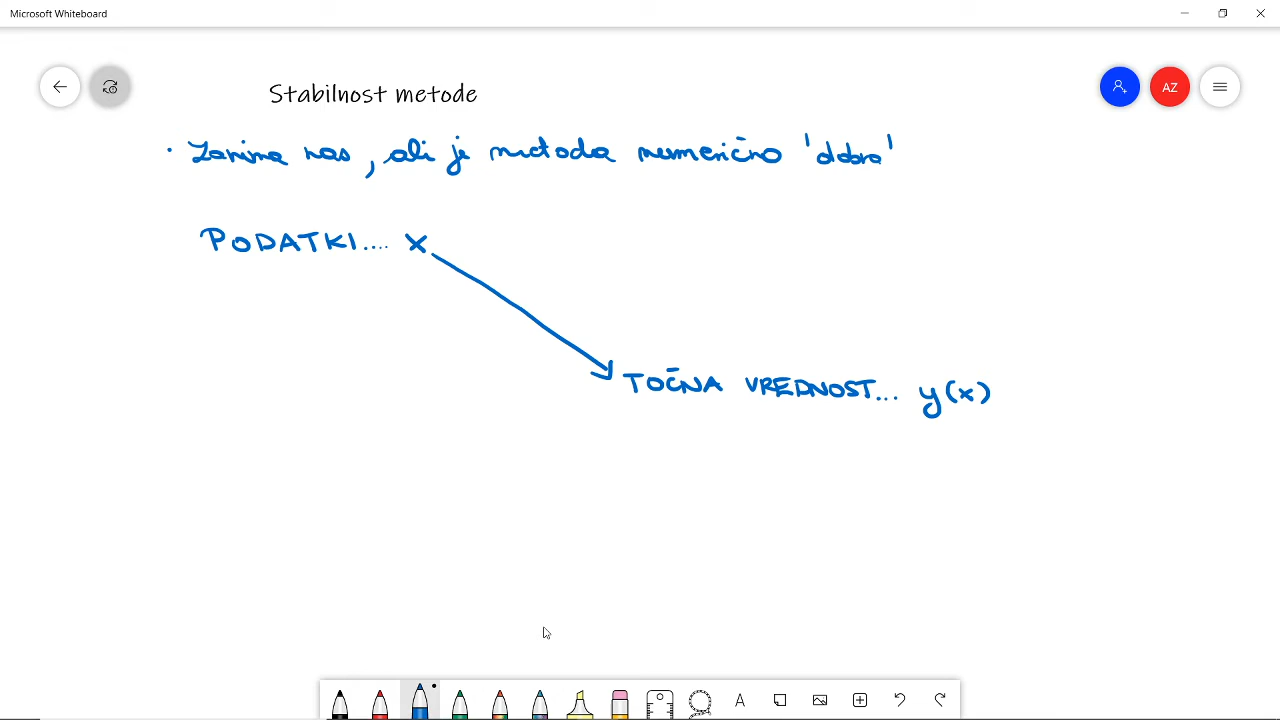 Microsoft Whiteboard
AZ
Stabilnost metode
· Zanima nas, ali je metoda numerično 'dobra'
PODATKI.... x
TOČNA VREDNOST... y(x)
A